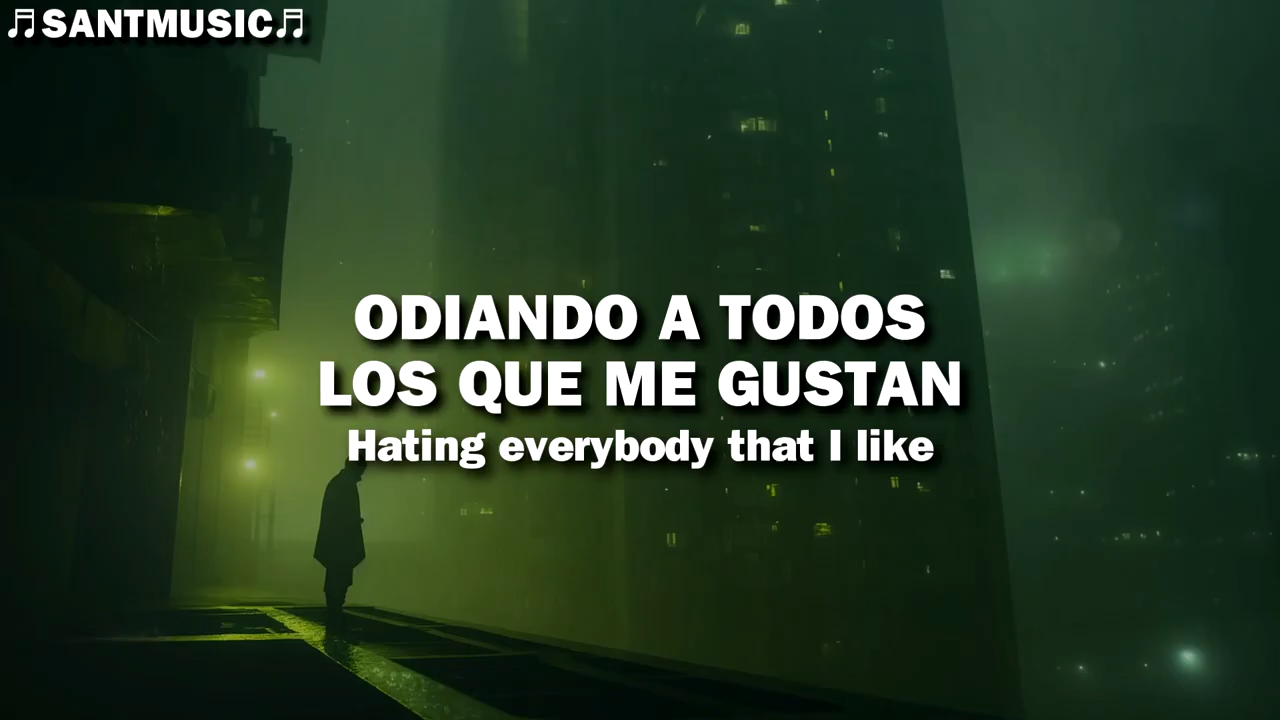 ♬SANTMUSIC♬
ODIANDO A TODOS
LOS QUE ME GUSTAN
Hating everybody that I like